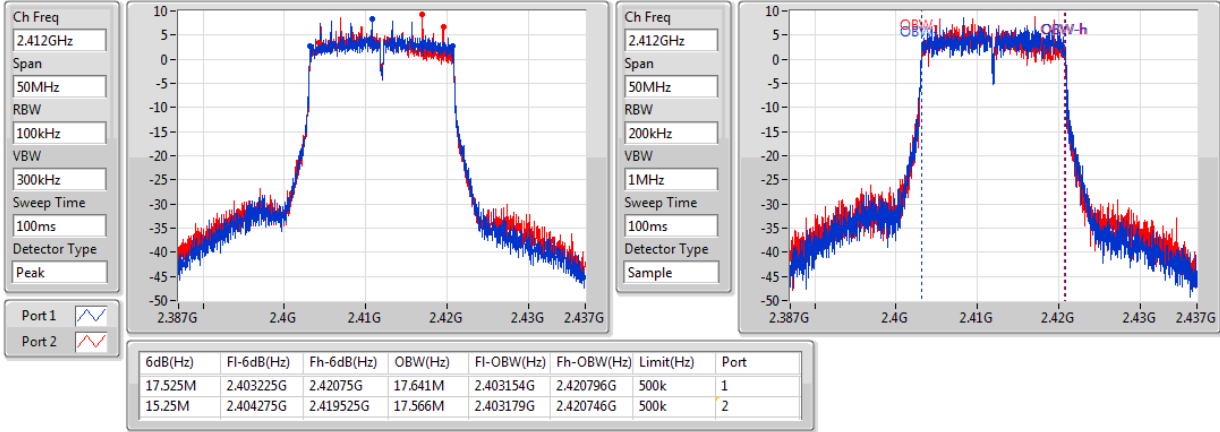 Ch Freq
2.412GHz
Span
50MHz
RBW
100kHz
VBW
300kHz
Sweep Time
100ms
Detector Type
Peak
Port 1
Port 2
10
5
0
-5
-10
-15
-20
-25
-30
-35
-40
-45
-50
2.387G 2.4G 2.41G 2.42G 2.43G 2.437G
Ch Freq
2.412GHz
Span
50MHz
RBW
200kHz
VBW
1MHz
Sweep Time
100ms
Detector Type
Sample
10
5
0
-5
-10
-15
-20
-25
-30
-35
-40
-45
-50
OBW-h
2.387G 2.4G 2.41G 2.42G 2.43G 2.437G
6dB(Hz) Fl-6dB(Hz) Fh-6dB(Hz) OBW(Hz) Fl-OBW(Hz) Fh-OBW(Hz) Limit(Hz) Port
17.525M 2.403225G 2.42075G 17.641M 2.403154G 2.420796G 500k 1
15.25M 2.404275G 2.419525G 17.566M 2.403179G 2.420746G 500k 2